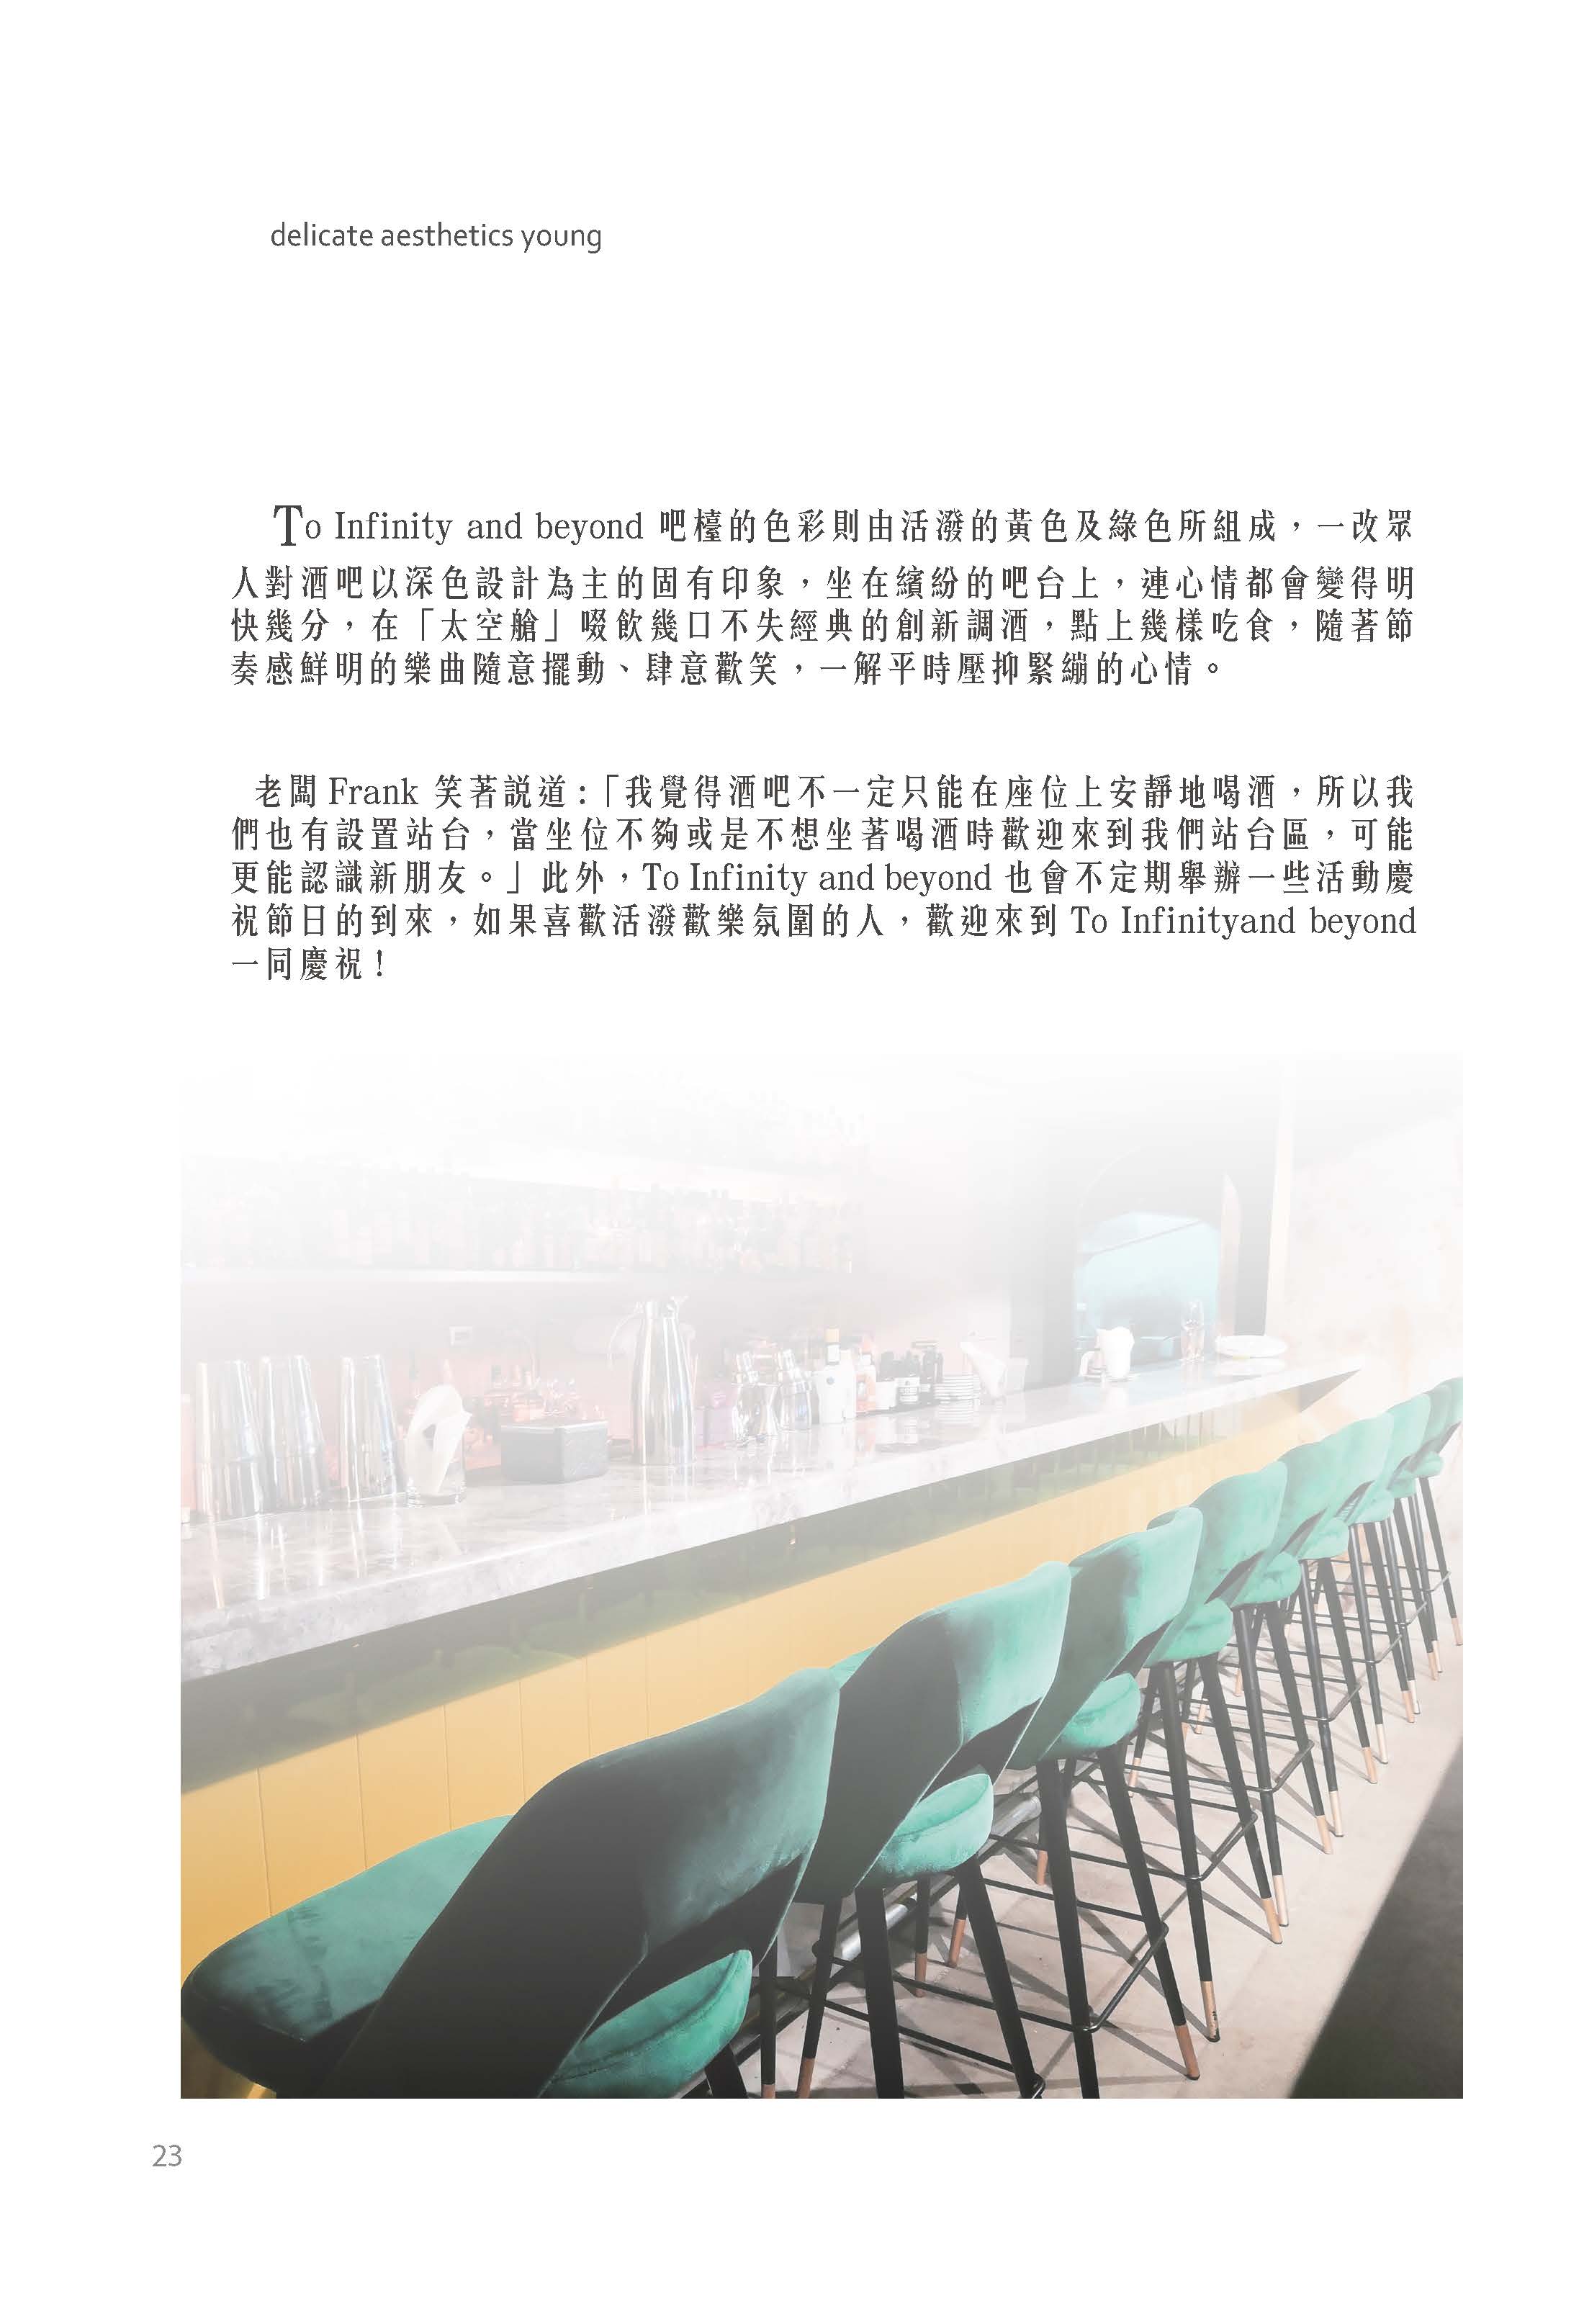 delicate aesthetics young
To Infinity and beyond 吧檯的色彩則由活潑的黃色及綠色所組成，一改眾
人對酒吧以深色設計為主的固有印象，坐在繽紛的吧台上，連心情都會變得明
快幾分，在「太空艙」啜飲幾口不失經典的創新調酒，點上幾樣吃食，隨著節
奏感鮮明的樂曲隨意擺動、肆意歡笑，一解平時壓抑緊繃的心情。
老闆 Frank 笑著説道：「我覺得酒吧不一定只能在座位上安靜地喝酒，所以我
們也有設置站台，當坐位不夠或是不想坐著喝酒時歡迎來到我們站台區，可能
更能認識新朋友。」此外，To Infinity and beyond 也會不定期舉辦一些活動慶
祝節日的到來，如果喜歡活潑歡樂氛圍的人，歡迎來到 To Infinityand beyond
一同慶祝！
23